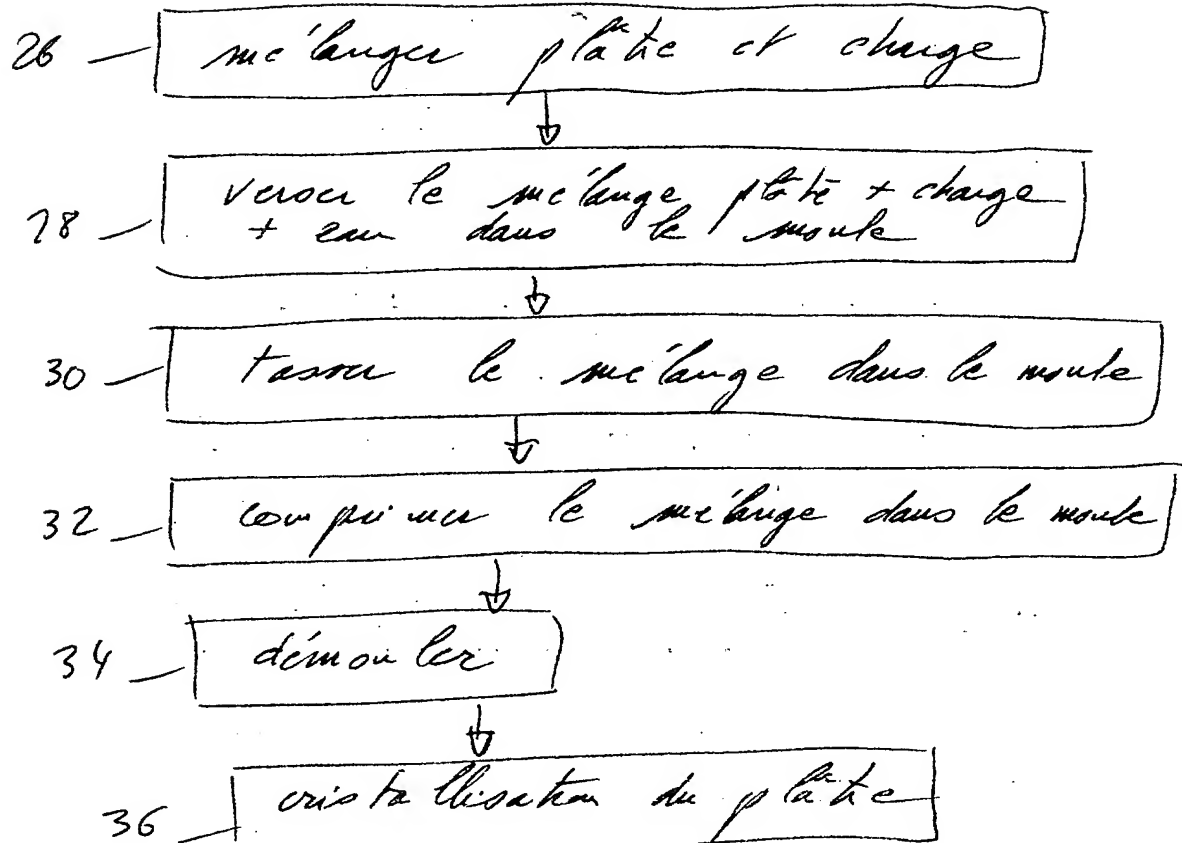 26 mélanger plâtre et charge
28 verser le mélange plâtre + charge
+ eau dans le moule
30 tasser le mélange dans le moule
32 comprimer le mélange dans le moule
34 démouler
36 cristallisation du plâtre